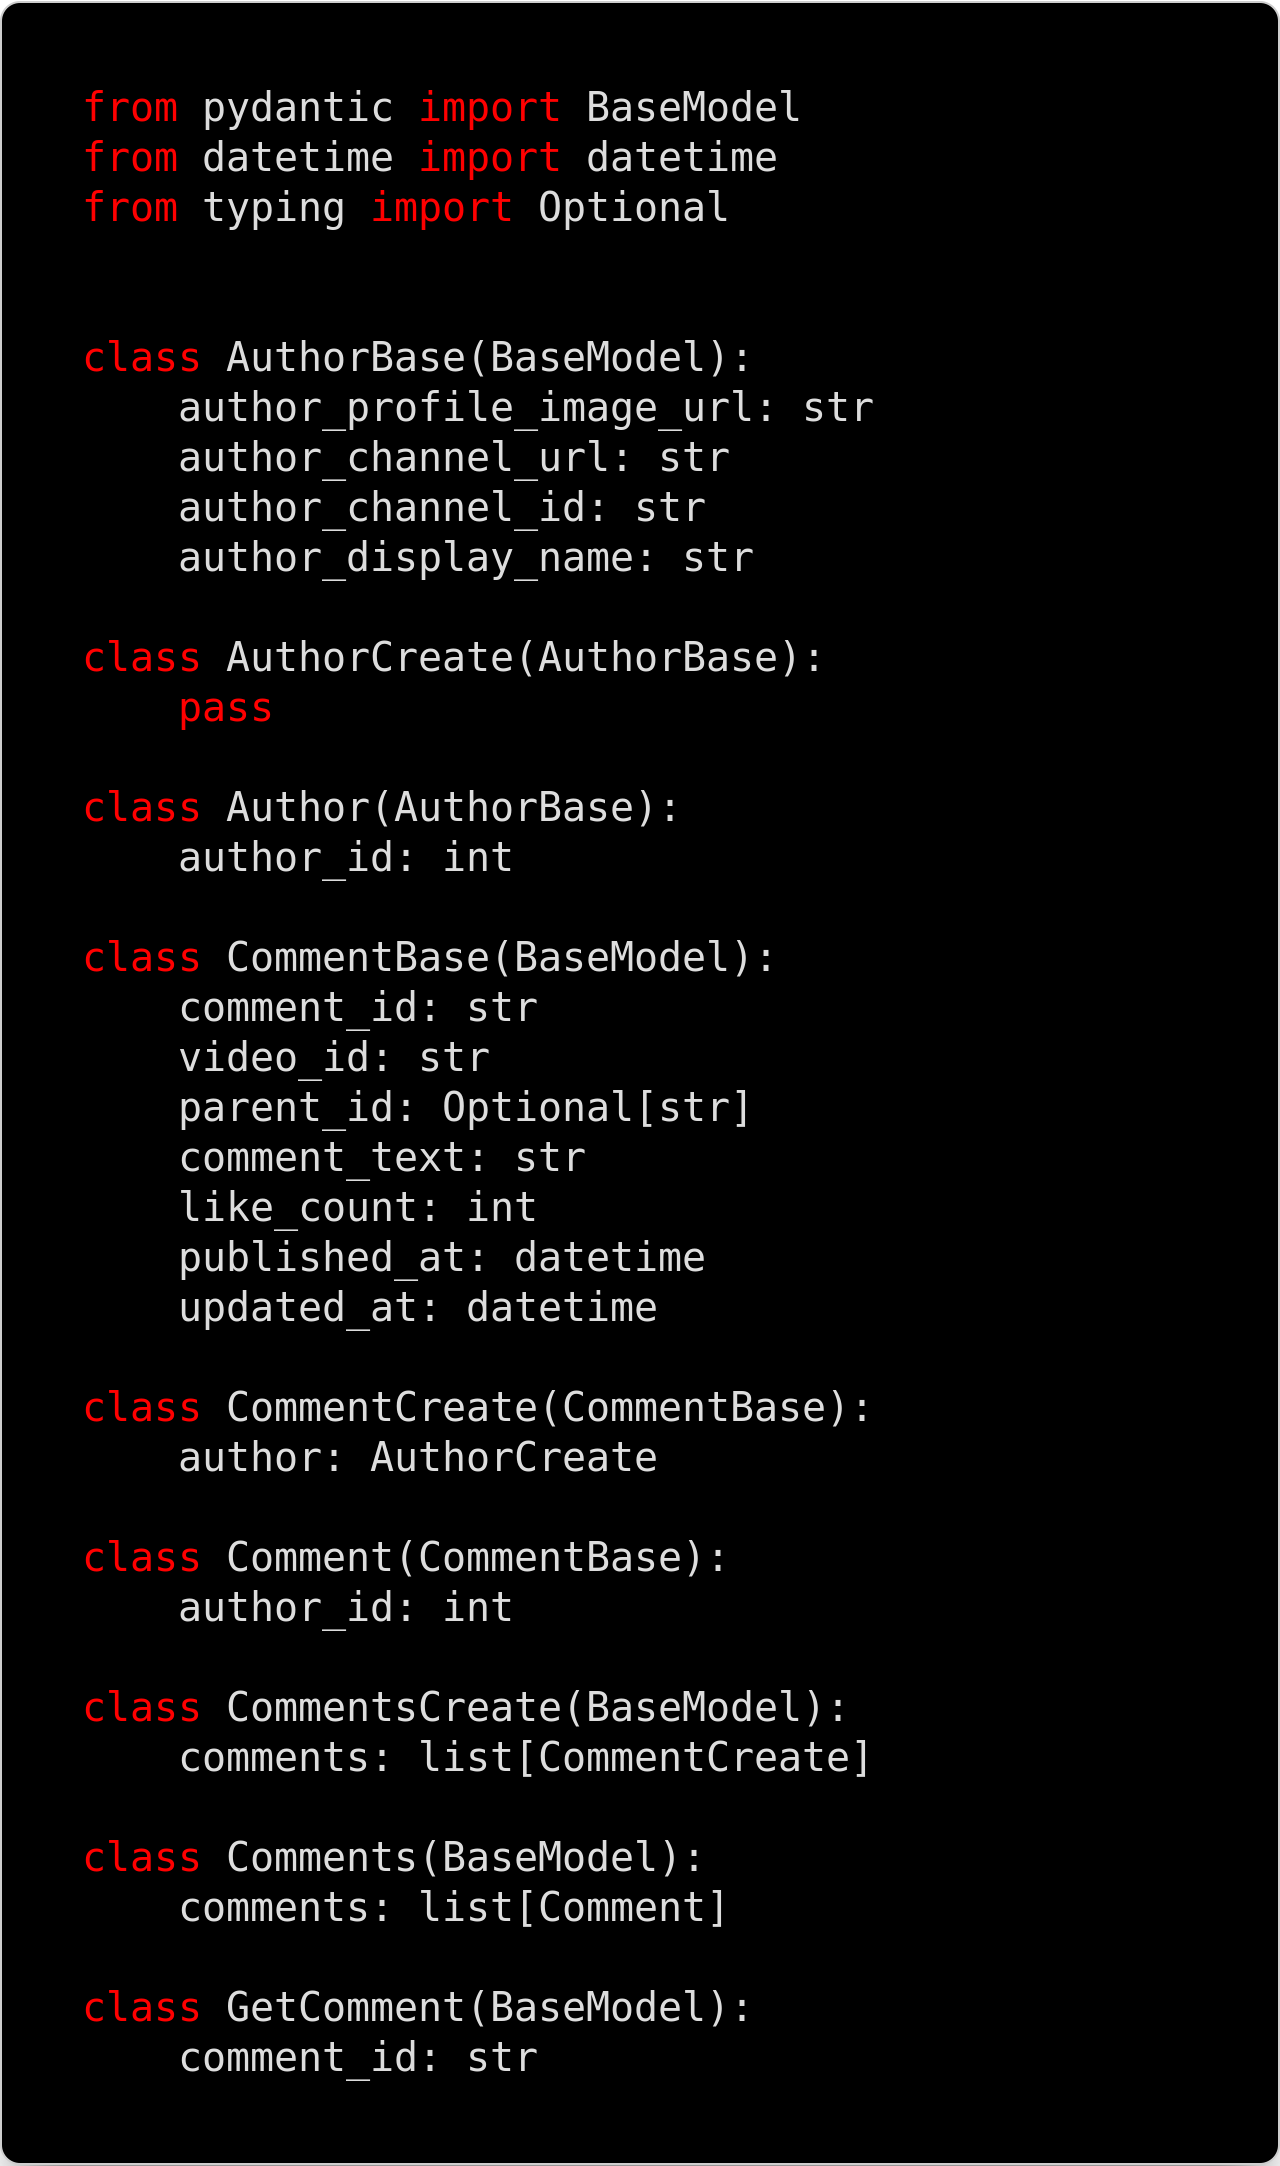 from pydantic import BaseModel
from datetime import datetime
from typing import Optional


class AuthorBase(BaseModel):
    author_profile_image_url: str
    author_channel_url: str
    author_channel_id: str
    author_display_name: str

class AuthorCreate(AuthorBase):
    pass

class Author(AuthorBase):
    author_id: int

class CommentBase(BaseModel):
    comment_id: str
    video_id: str
    parent_id: Optional[str]
    comment_text: str
    like_count: int
    published_at: datetime
    updated_at: datetime

class CommentCreate(CommentBase):
    author: AuthorCreate

class Comment(CommentBase):
    author_id: int

class CommentsCreate(BaseModel):
    comments: list[CommentCreate]

class Comments(BaseModel):
    comments: list[Comment]

class GetComment(BaseModel):
    comment_id: str